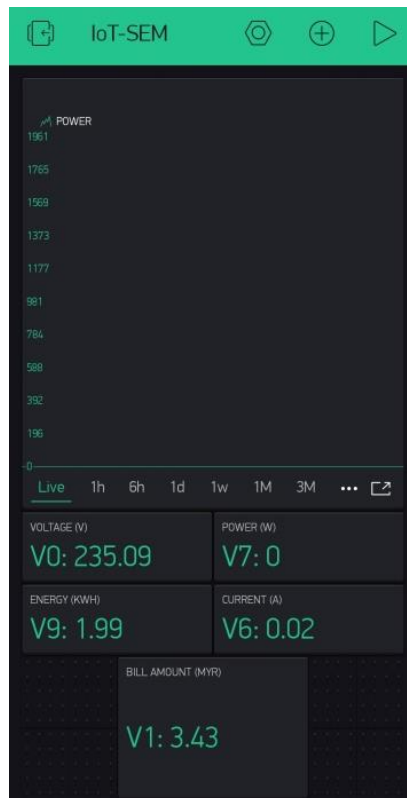 IoT-SEM
POWER
1961
1765
1569
1373
1177
981
784
588
392
196
0
Live 1h 6h 1d 1w 1M 3M
VOLTAGE (V)
V0: 235.09
POWER (W)
V7: 0
ENERGY (KWH)
V9: 1.99
CURRENT (A)
V6: 0.02
BILL AMOUNT (MYR)
V1: 3.43